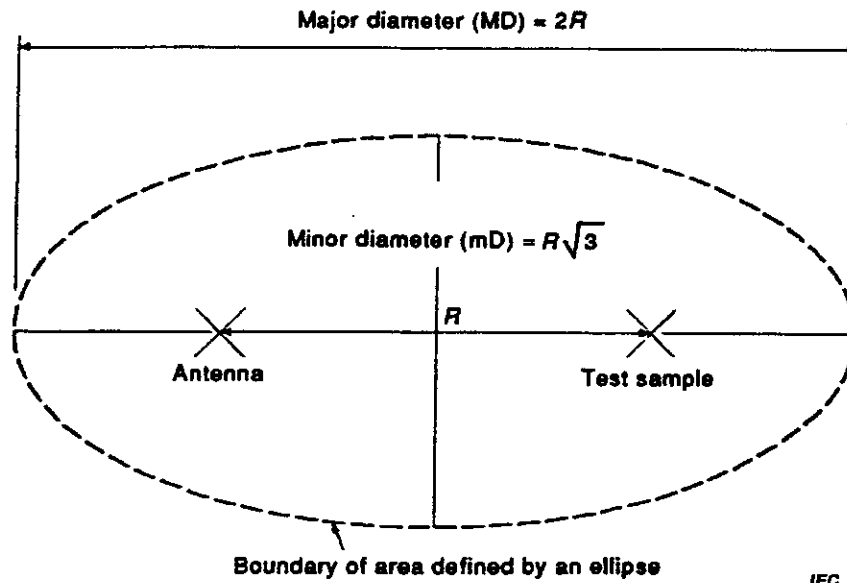 Major diameter (MD) = 2R
Minor diameter (mD) = R√3
R
Antenna
Test sample
Boundary of area defined by an ellipse
IEC